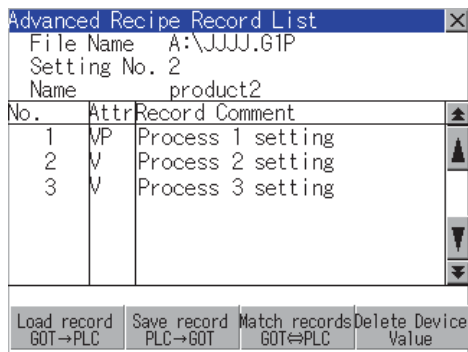 Advanced Recipe Record List
File Name A:\JJJJ.G1P
Setting No. 2
Name product2
No. Attr Record Comment
1 VP Process 1 setting
2 V Process 2 setting
3 V Process 3 setting
Load record Save record Match records Delete Device
GOT→PLC PLC→GOT GOT⇔PLC Value